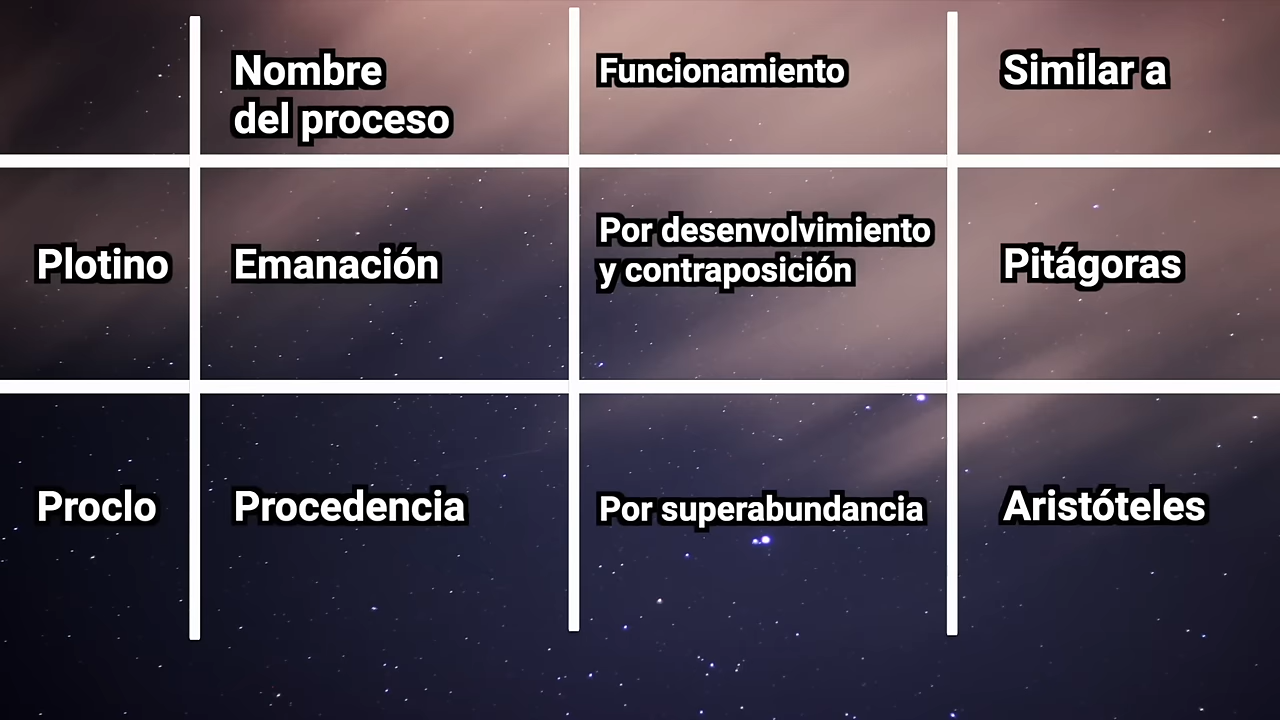 Nombre
del proceso
Funcionamiento
Similar a
Plotino
Emanación
Por desenvolvimiento
y contraposición
Pitágoras
Proclo
Procedencia
Por superabundancia
Aristóteles